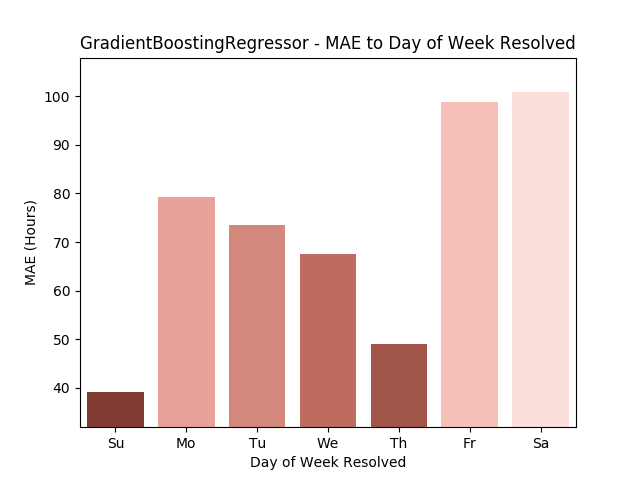 GradientBoostingRegressor - MAE to Day of Week Resolved
MAE (Hours)
100
90
80
70
60
50
40
Su Mo Tu We Th Fr Sa
Day of Week Resolved